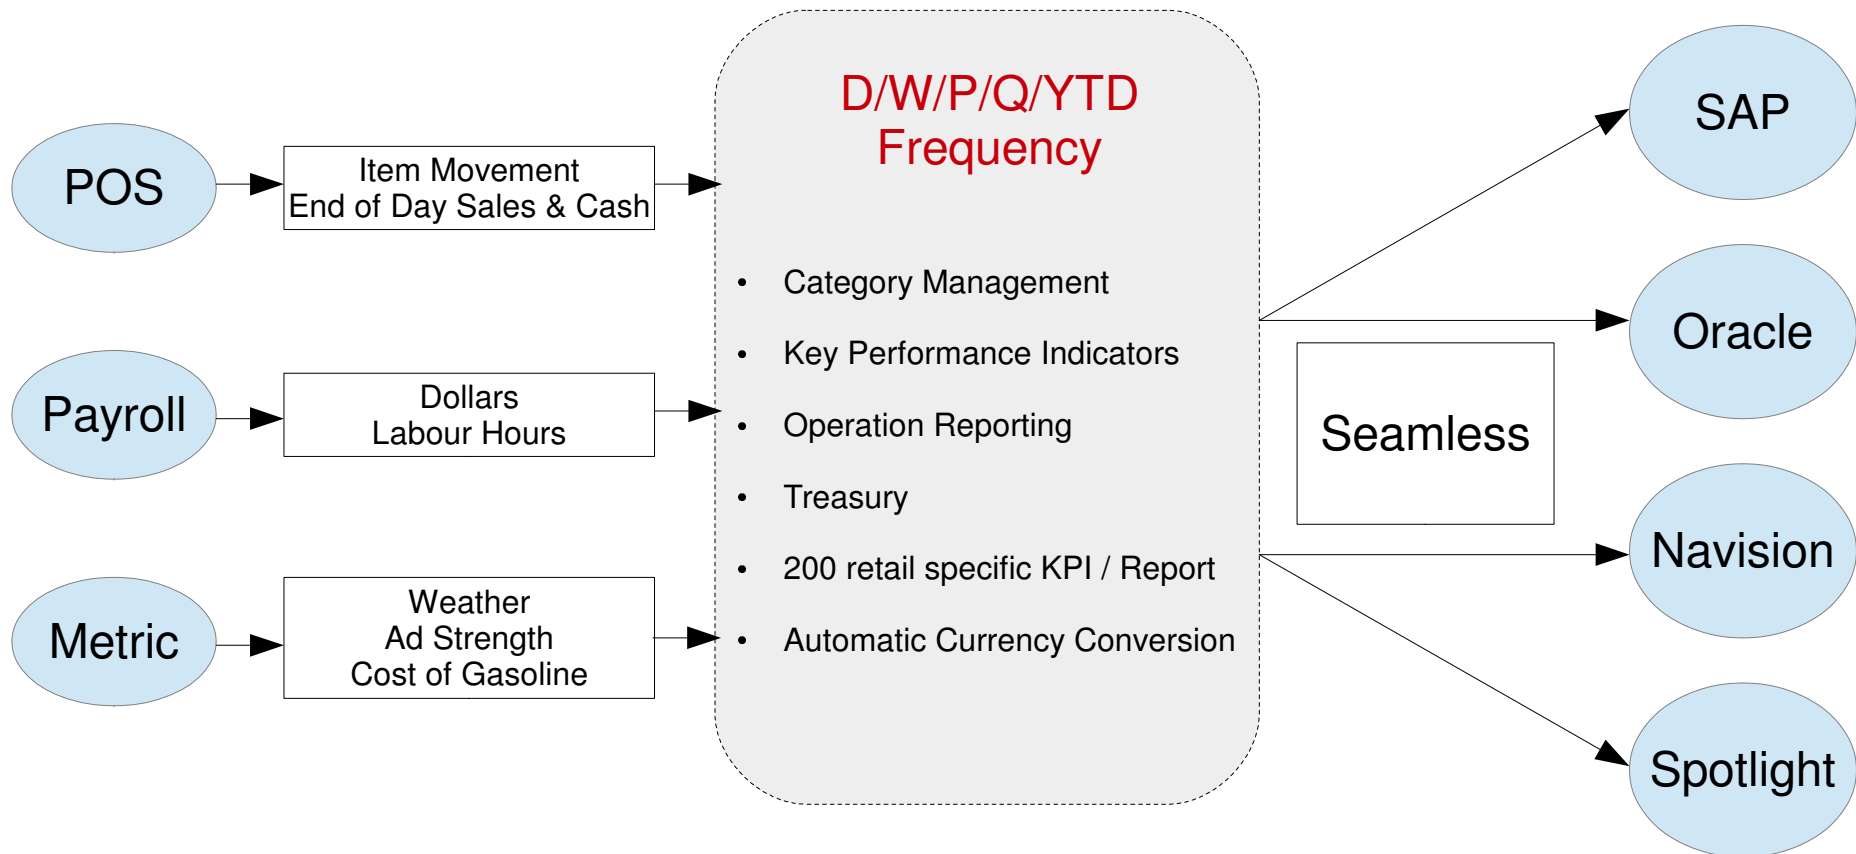 POS
Item Movement
End of Day Sales & Cash
Payroll
Dollars
Labour Hours
Metric
Weather
Ad Strength
Cost of Gasoline
D/W/P/Q/YTD
Frequency
• Category Management
• Key Performance Indicators
• Operation Reporting
• Treasury
• 200 retail specific KPI / Report
• Automatic Currency Conversion
Seamless
SAP
Oracle
Navision
Spotlight